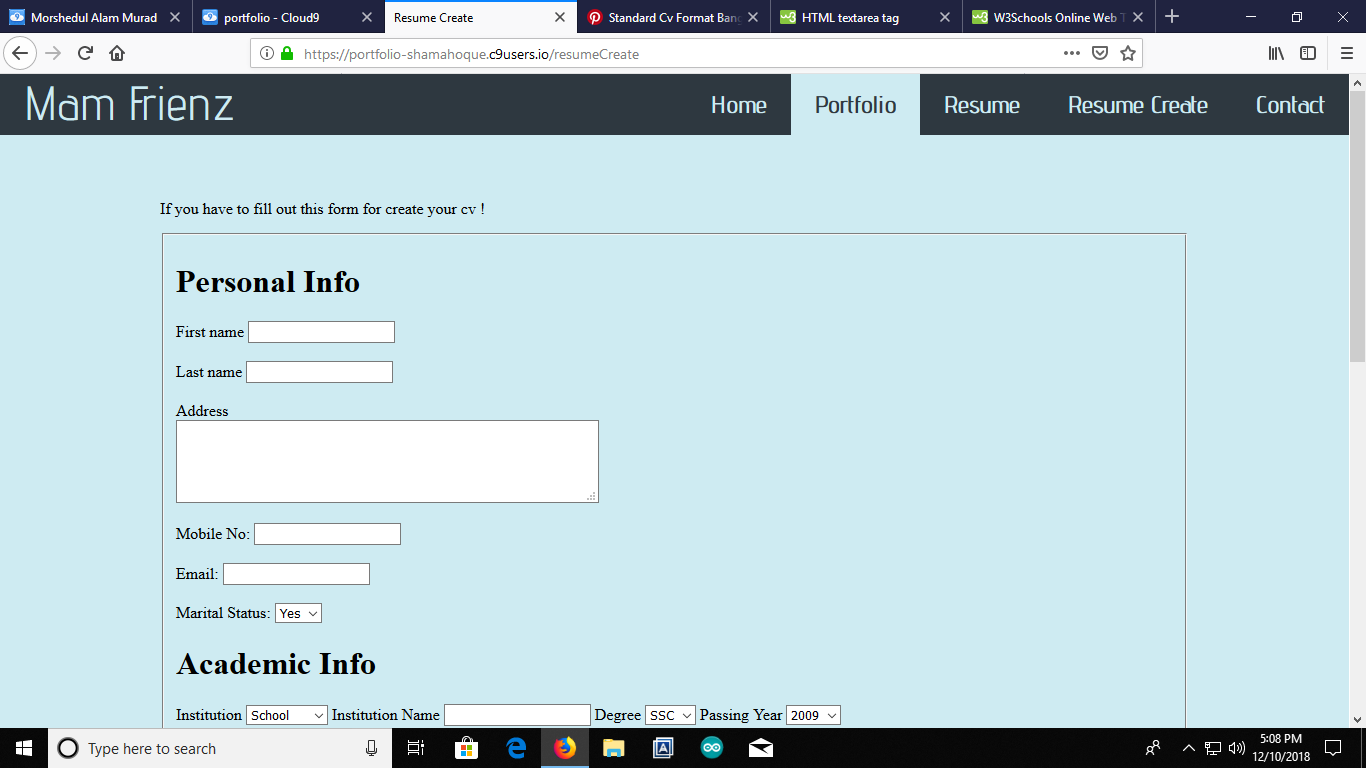 Morshedul Alam Murad
portfolio - Cloud9
Resume Create
Standard Cv Format Bang
HTML textarea tag
W3Schools Online Web T
https://portfolio-shamahoque.c9users.io/resumeCreate
Mam Frienz
Home
Portfolio
Resume
Resume Create
Contact
If you have to fill out this form for create your cv !
Personal Info
First name
Last name
Address
Mobile No:
Email:
Marital Status: Yes
Academic Info
Institution School Institution Name Degree SSC Passing Year 2009
Type here to search
5:08 PM
12/10/2018